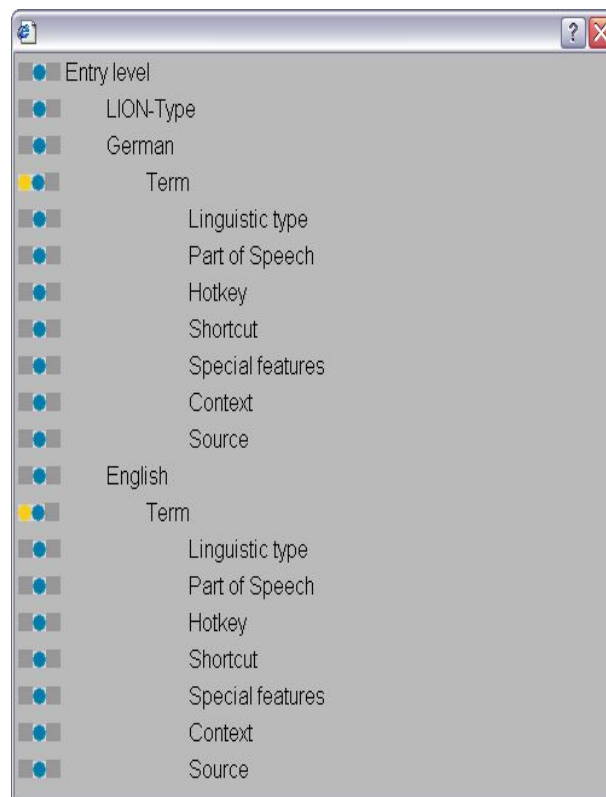 Entry level
LION-Type
German
Term
Linguistic type
Part of Speech
Hotkey
Shortcut
Special features
Context
Source
English
Term
Linguistic type
Part of Speech
Hotkey
Shortcut
Special features
Context
Source